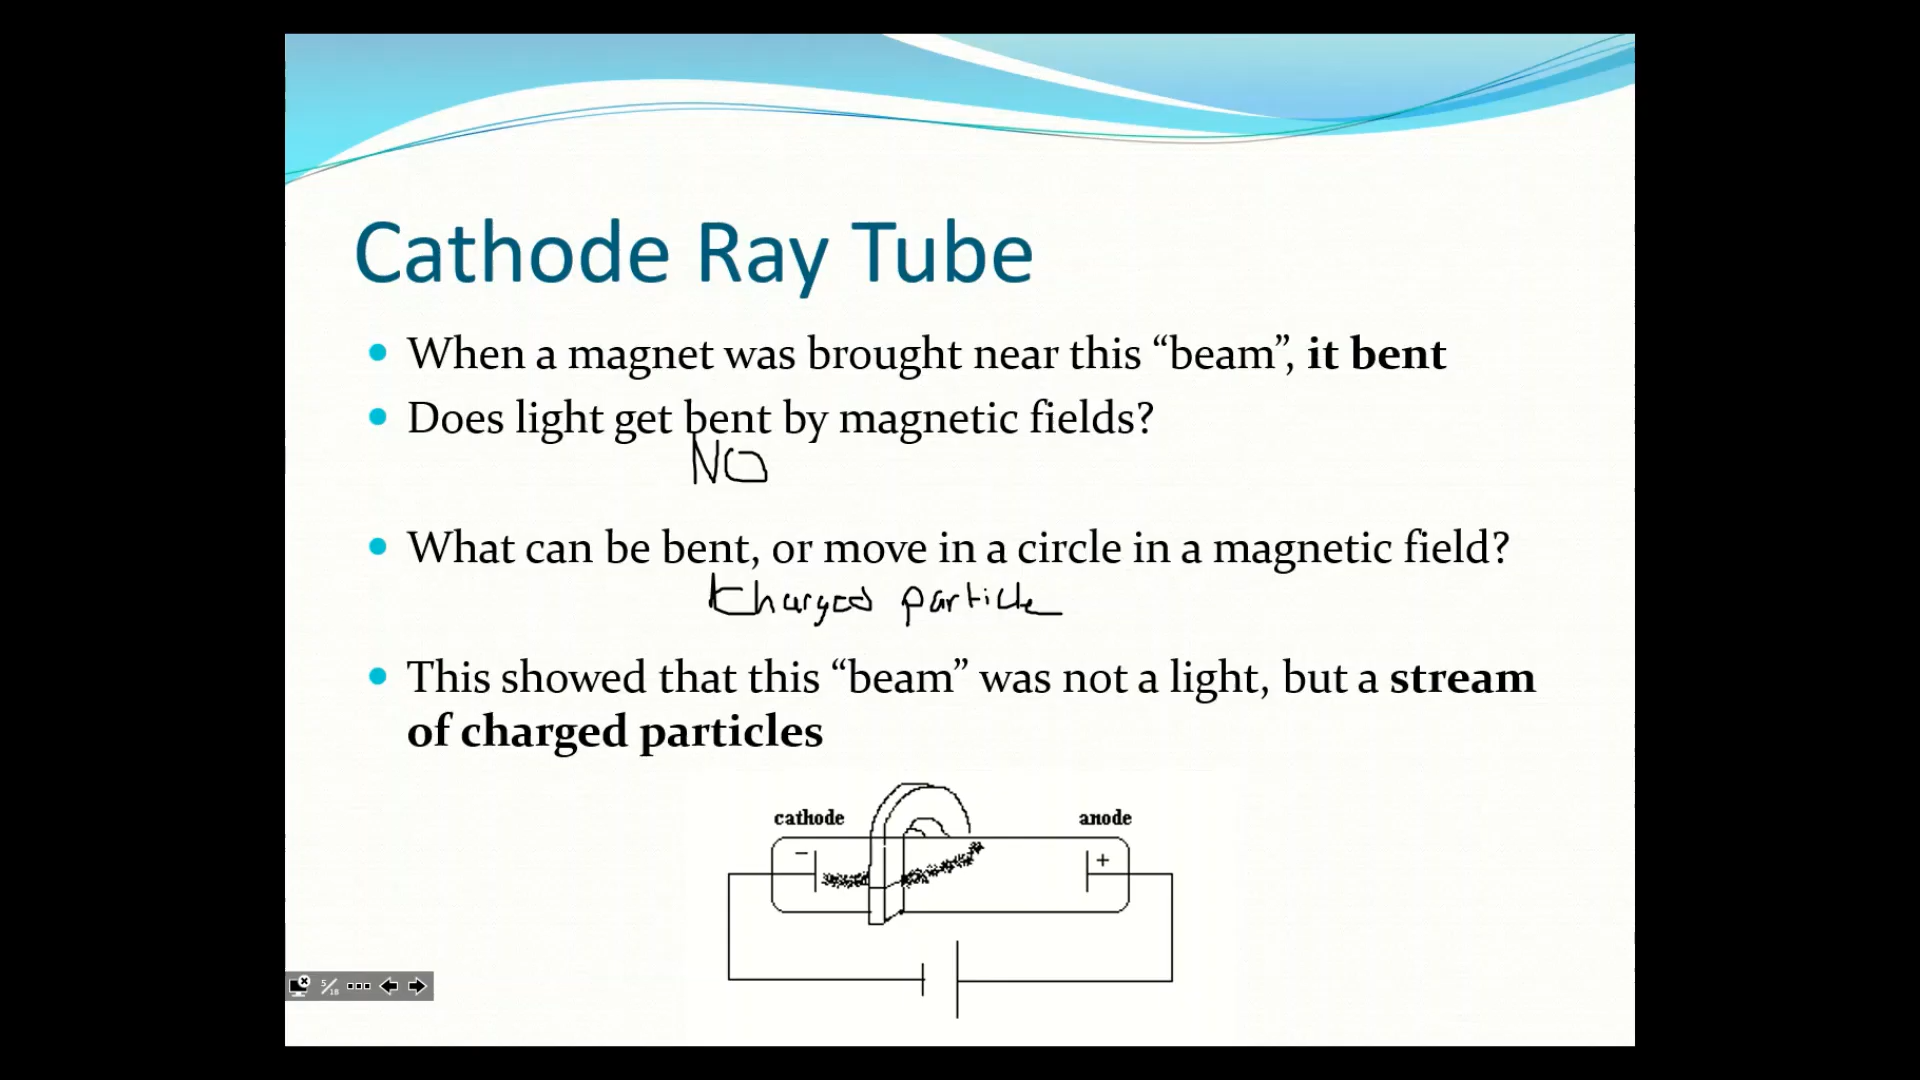 Cathode Ray Tube
When a magnet was brought near this “beam”, it bent
Does light get bent by magnetic fields?
NO
What can be bent, or move in a circle in a magnetic field?
Charged particle
This showed that this “beam” was not a light, but a stream
of charged particles
cathode anode
− +
5/18